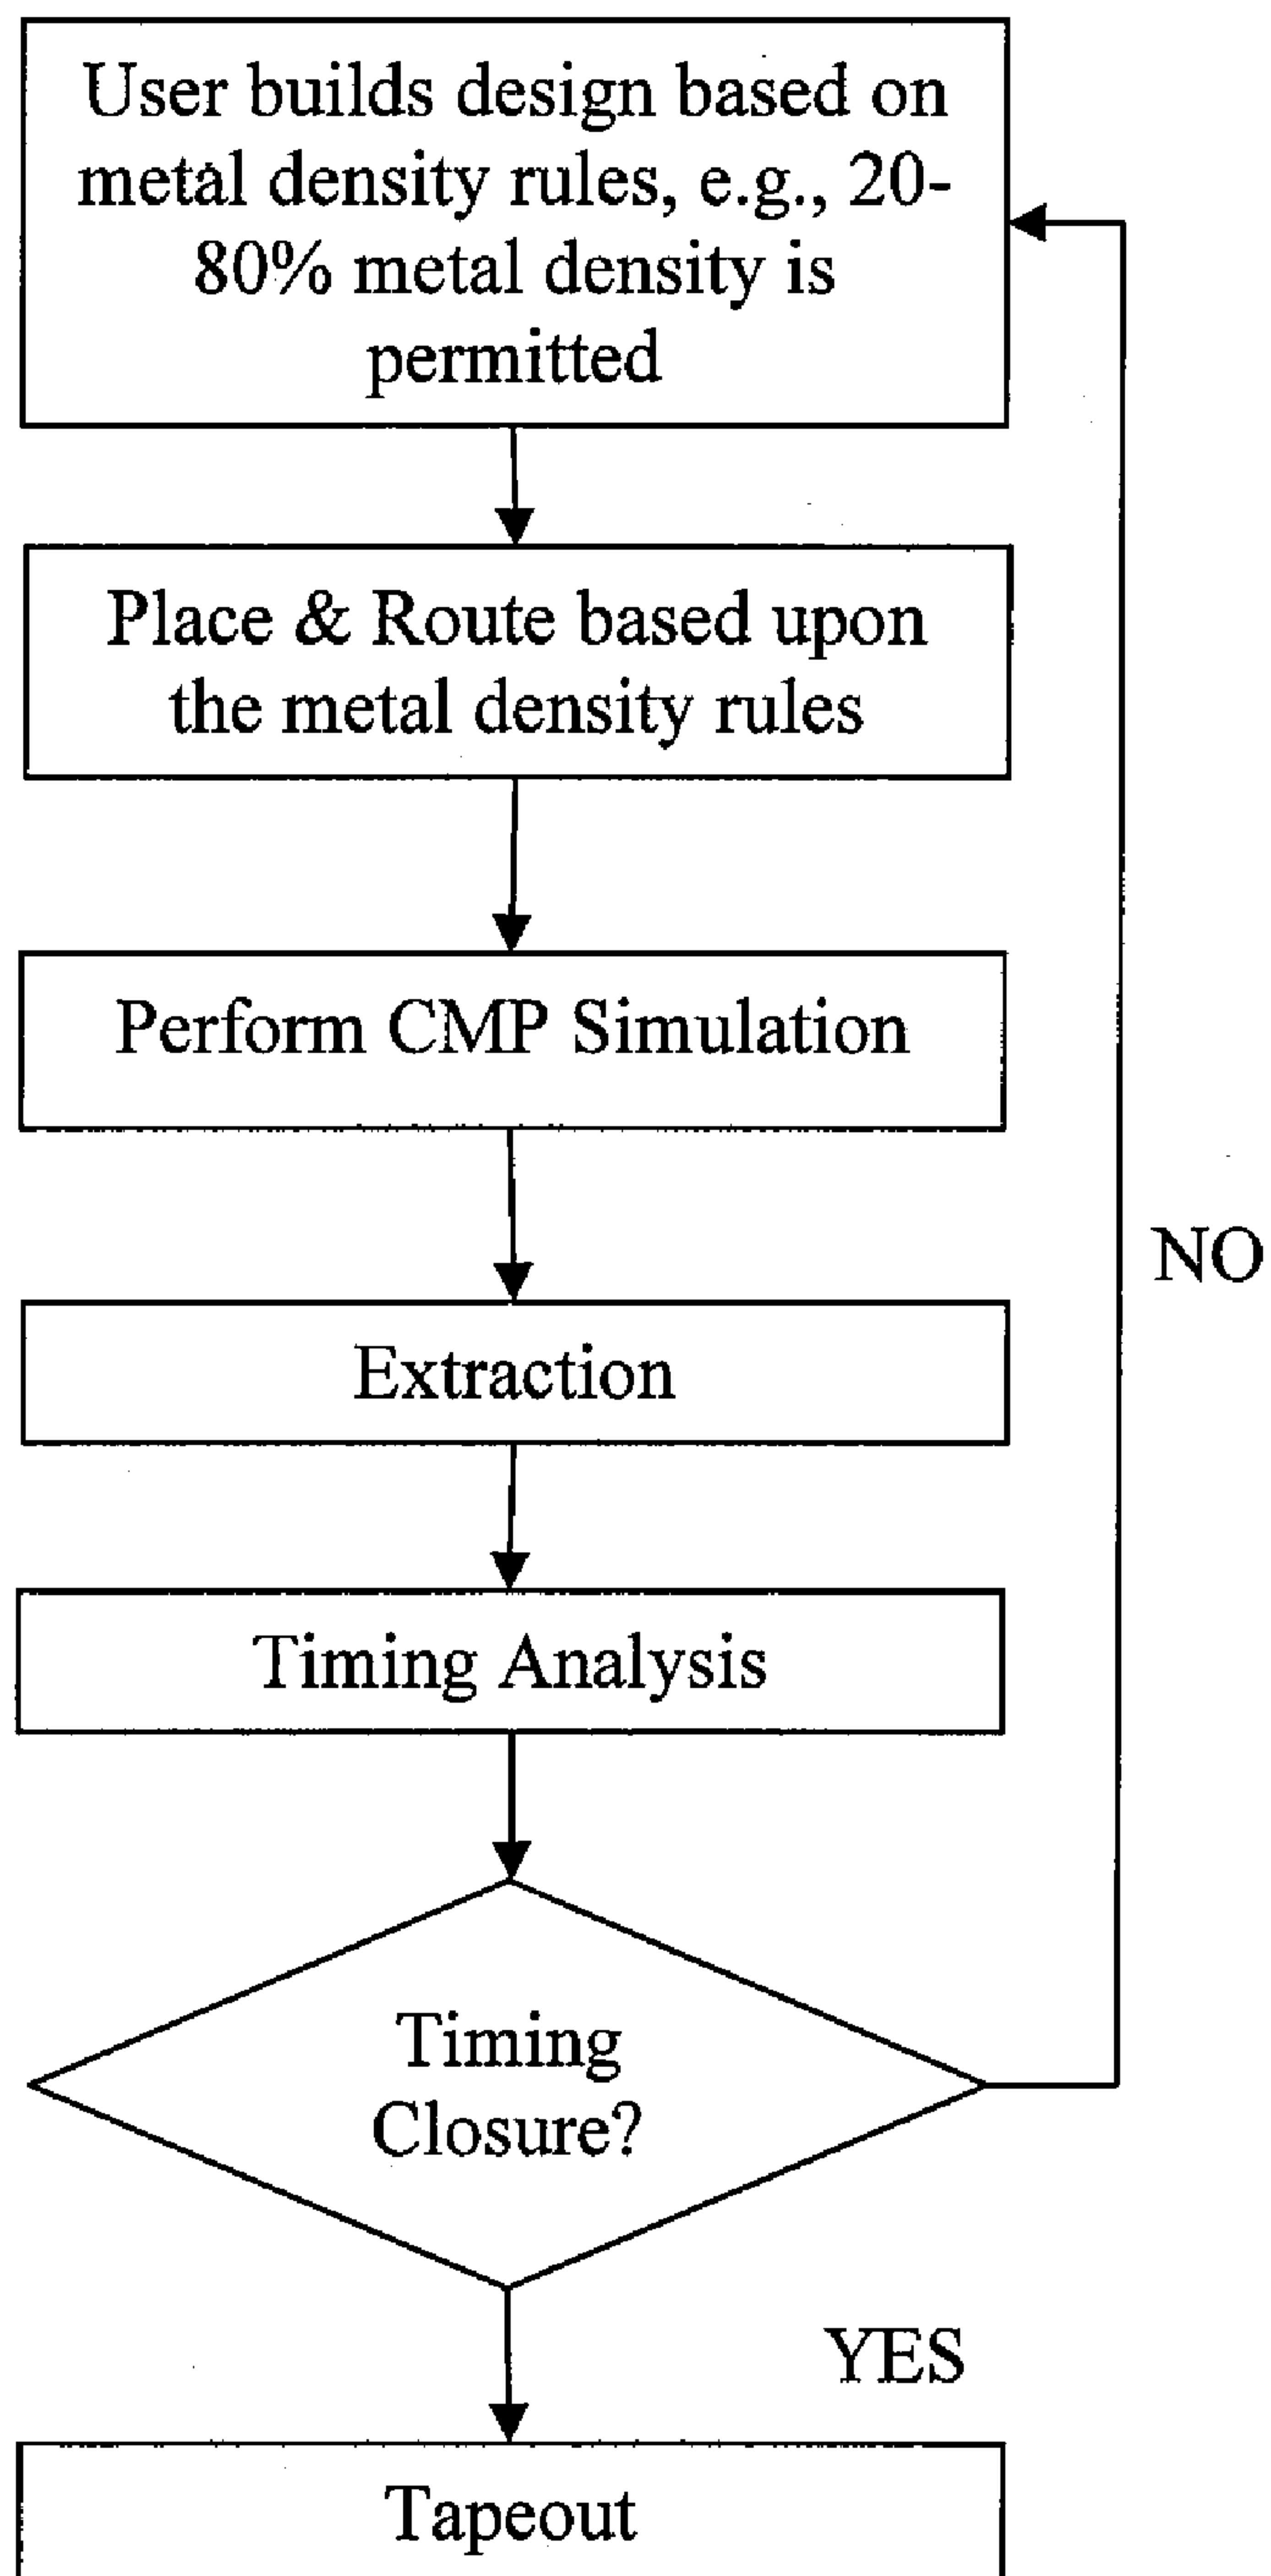 User builds design based on
metal density rules, e.g., 20-
80% metal density is
permitted
Place & Route based upon
the metal density rules
Perform CMP Simulation
Extraction
Timing Analysis
Timing
Closure?
NO
YES
Tapeout